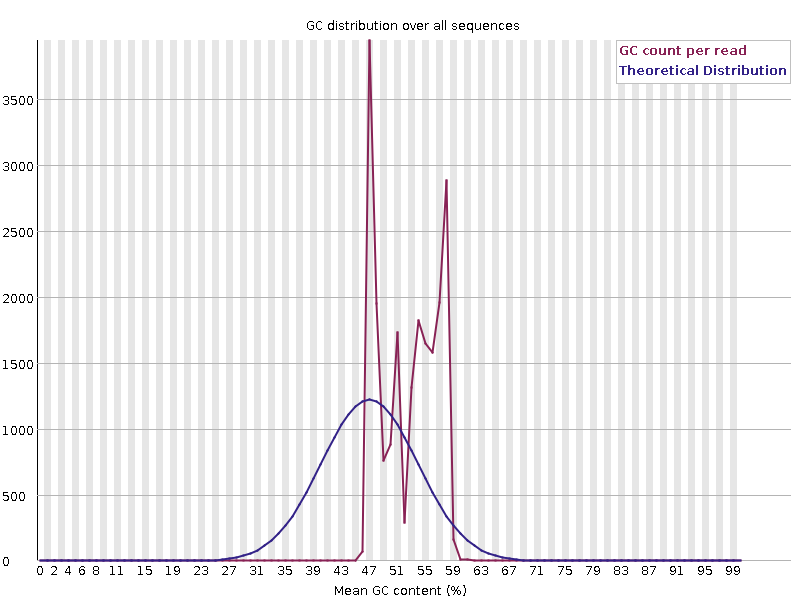 GC distribution over all sequences
GC count per read
Theoretical Distribution
3500
3000
2500
2000
1500
1000
500
0
0 2 4 6 8 11 15 19 23 27 31 35 39 43 47 51 55 59 63 67 71 75 79 83 87 91 95 99
Mean GC content (%)